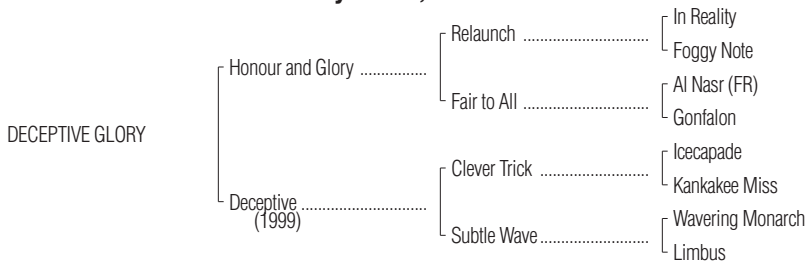 In Reality
Relaunch ........................
Foggy Note
Honour and Glory ................
Al Nasr (FR)
Fair to All ........................
Gonfalon
DECEPTIVE GLORY
Icecapade
Clever Trick .....................
Kankakee Miss
Deceptive ..............................
(1999)
Wavering Monarch
Subtle Wave.....................
Limbus